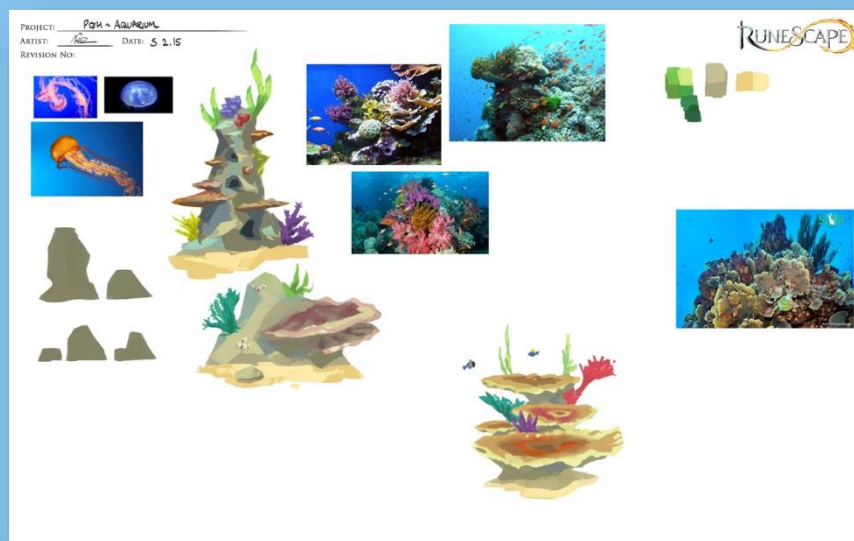 PROJECT: POH ~ AQUARIUM
ARTIST: DATE: 5.2.15
REVISION NO:
RUNESCAPE